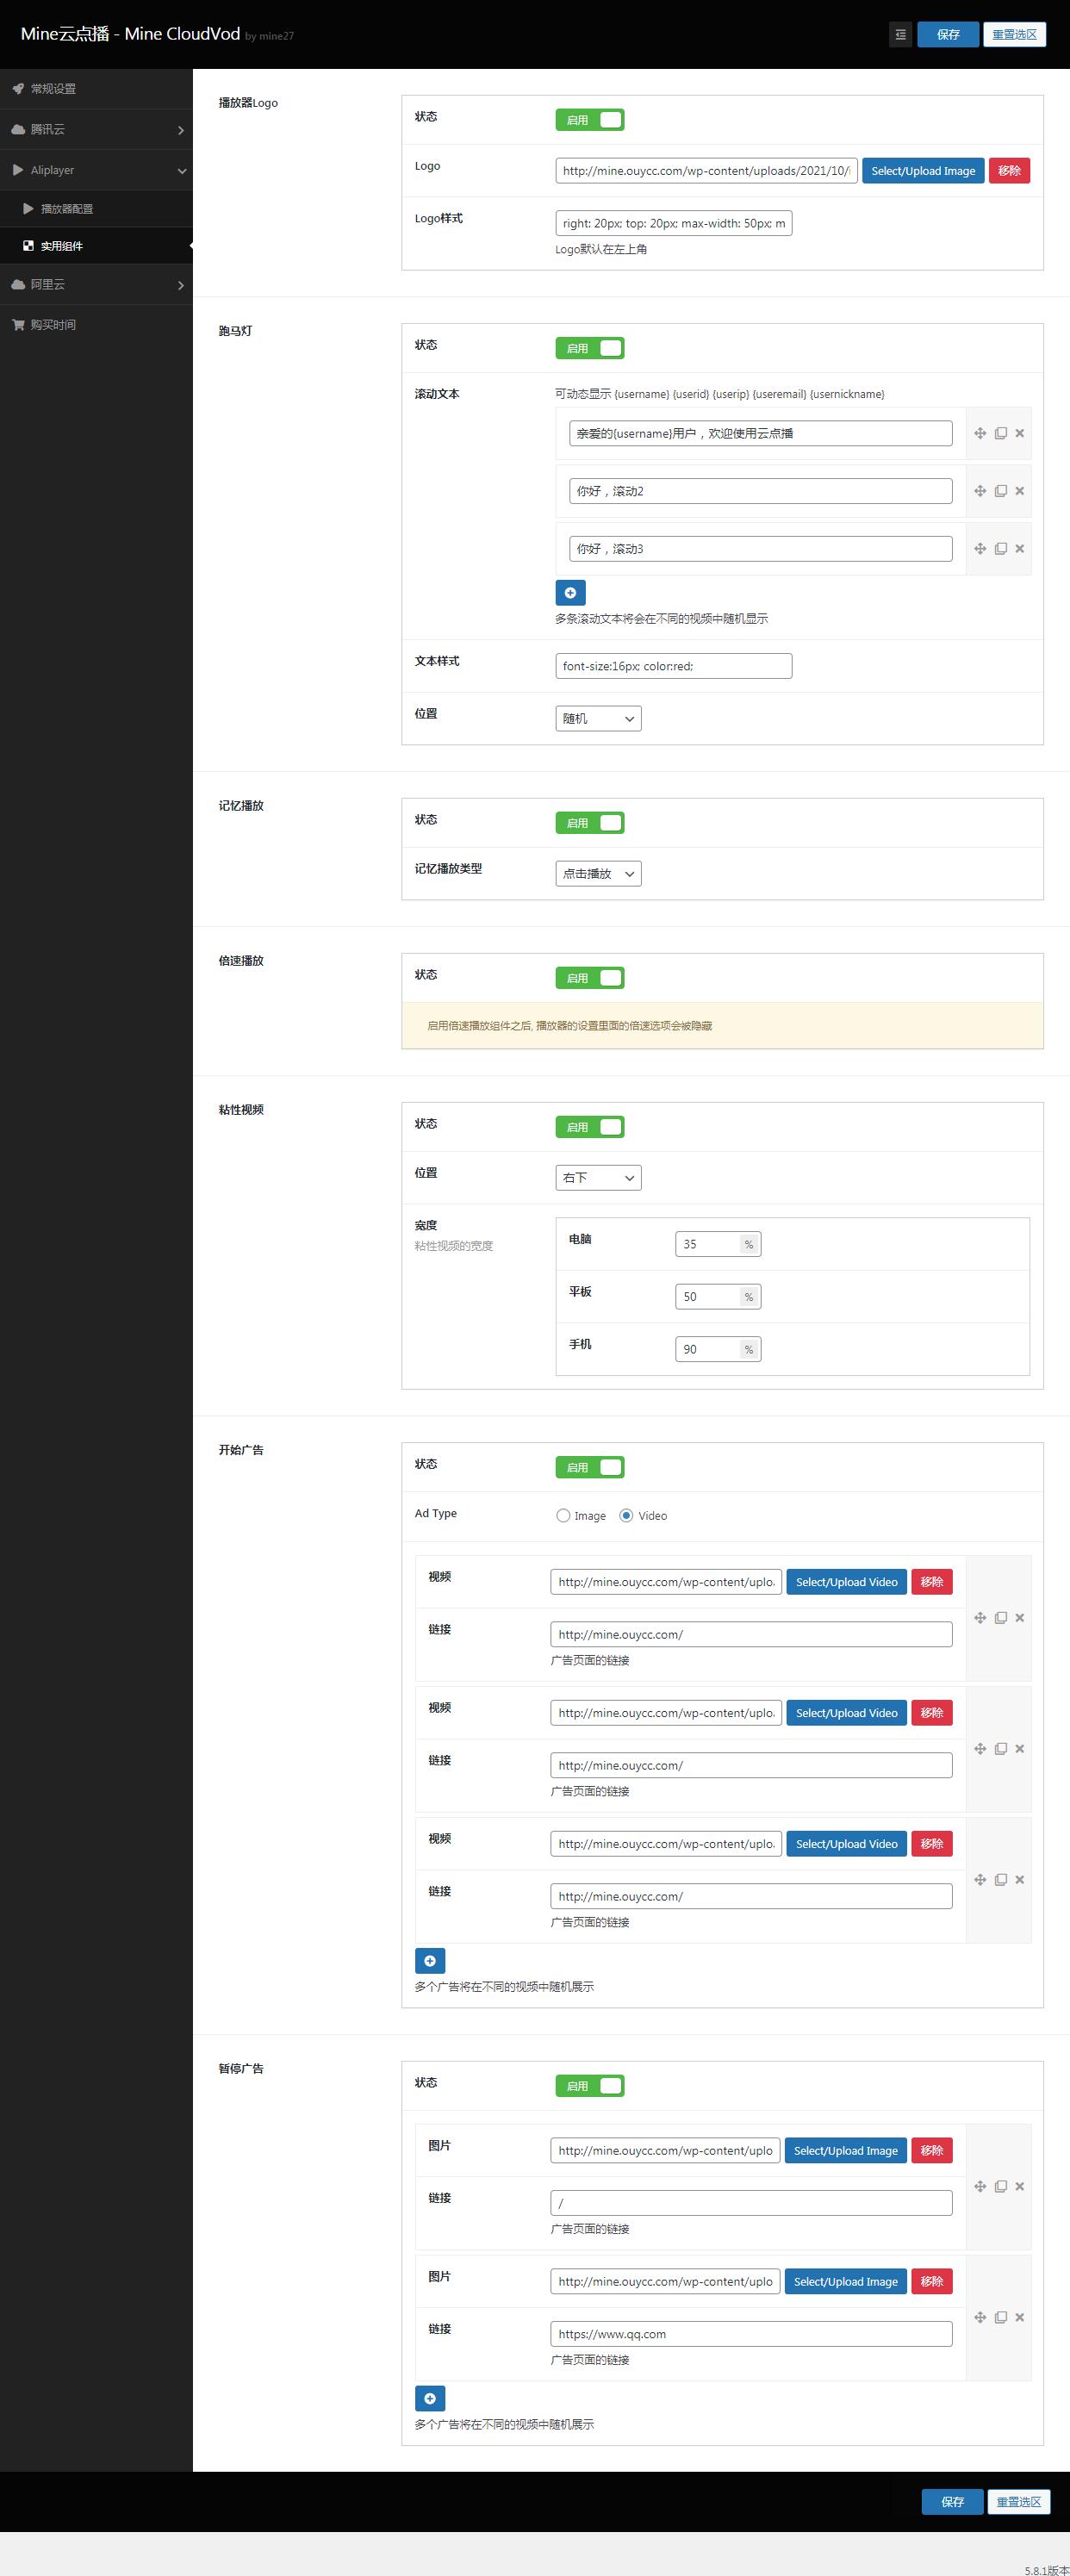 Mine云点播 - Mine CloudVod by mine27
保存
重置选区
常规设置
腾讯云
Aliplayer
播放器配置
实用组件
阿里云
购买时间
播放器Logo
状态
启用
Logo
http://mine.ouycc.com/wp-content/uploads/2021/10/
Select/Upload Image
移除
Logo样式
right: 20px; top: 20px; max-width: 50px; m
Logo默认在左上角
跑马灯
状态
启用
滚动文本
可动态显示 {username} {userid} {userip} {useremail} {usernickname}
亲爱的{username}用户，欢迎使用云点播
你好，滚动2
你好，滚动3
多条滚动文本将会在不同的视频中随机显示
文本样式
font-size:16px; color:red;
位置
随机
记忆播放
状态
启用
记忆播放类型
点击播放
倍速播放
状态
启用
启用倍速播放组件之后, 播放器的设置里面的倍速选项会被隐藏
粘性视频
状态
启用
位置
右下
宽度
粘性视频的宽度
电脑
35
%
平板
50
%
手机
90
%
开始广告
状态
启用
Ad Type
Image
Video
视频
http://mine.ouycc.com/wp-content/uplo
Select/Upload Video
移除
链接
http://mine.ouycc.com/
广告页面的链接
视频
http://mine.ouycc.com/wp-content/uplo
Select/Upload Video
移除
链接
http://mine.ouycc.com/
广告页面的链接
视频
http://mine.ouycc.com/wp-content/uplo
Select/Upload Video
移除
链接
http://mine.ouycc.com/
广告页面的链接
多个广告将在不同的视频中随机展示
暂停广告
状态
启用
图片
http://mine.ouycc.com/wp-content/uplo
Select/Upload Image
移除
链接
/
广告页面的链接
图片
http://mine.ouycc.com/wp-content/uplo
Select/Upload Image
移除
链接
https://www.qq.com
广告页面的链接
多个广告将在不同的视频中随机展示
保存
重置选区
5.8.1版本